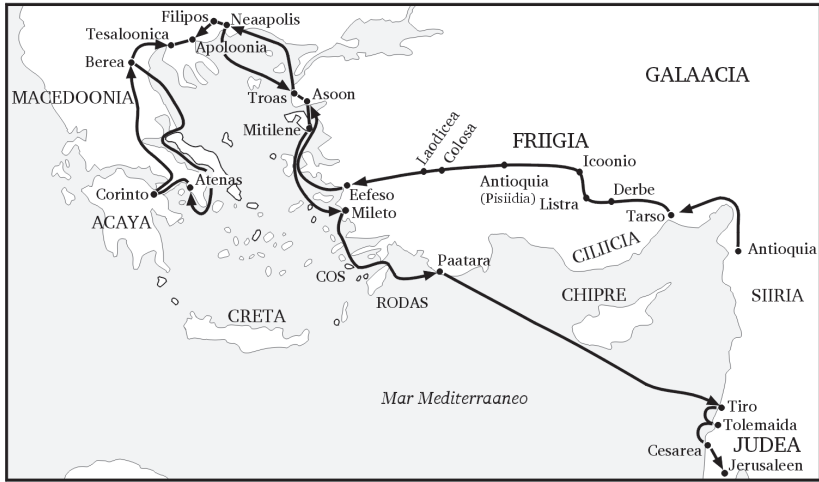 Filipos
Neaapolis
Tesaloonica
Apoloonia
Berea
GALAACIA
Troas
Asoon
MACEDOONIA
Mitilene
Laodicea
Colosa
FRIIGIA
Icoonio
Antioquia
(Pisiidia)
Atenas
Corinto
Eefeso
Listra
Derbe
Mileto
Tarso
ACAYA
CILIICIA
Antioquia
Paatara
COS
RODAS
CHIPRE
SIIRIA
CRETA
Mar Mediterraaneo
Tiro
Tolemaida
Cesarea
JUDEA
Jerusaleen